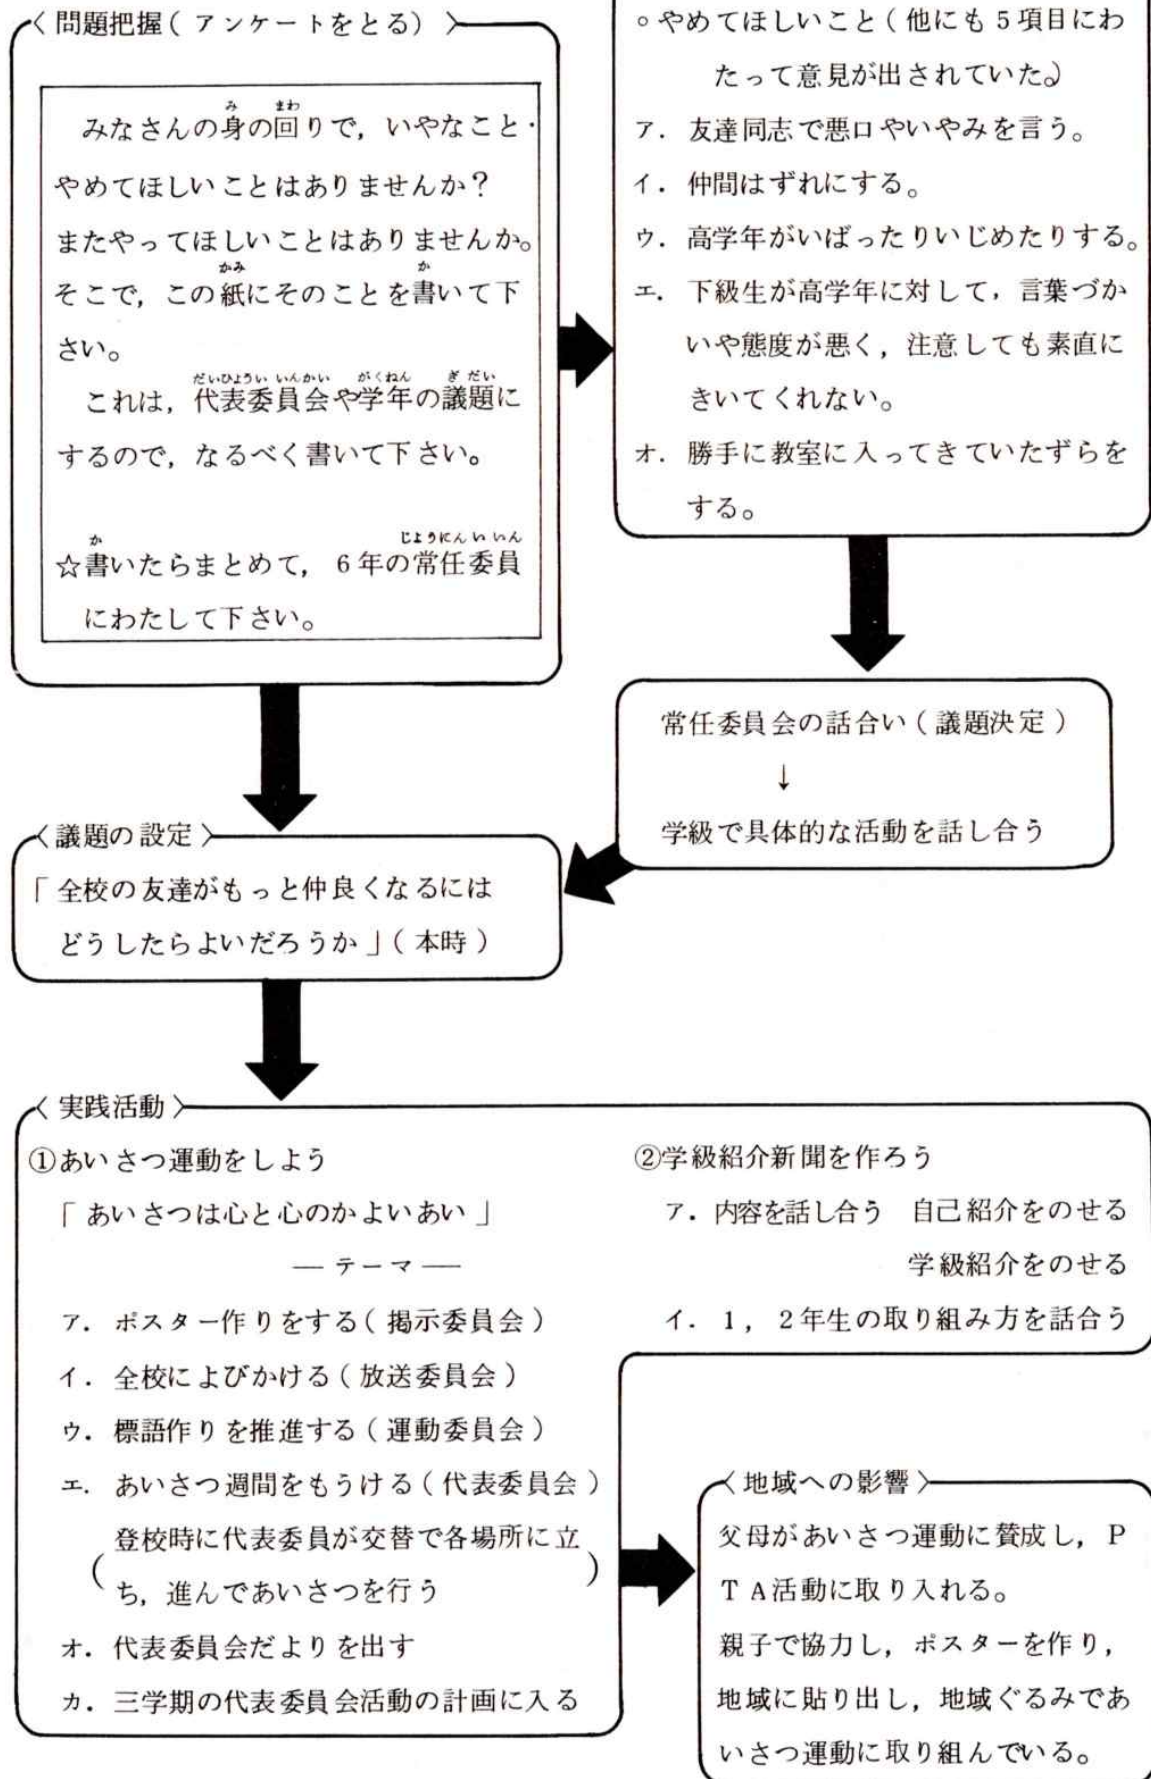 〈問題把握(アンケートをとる)〉
みなさんの身の回りで,いやなこと・
やめてほしいことはありませんか?
またやってほしいことはありませんか。
そこで,この紙にそのことを書いて下
さい。
これは,代表委員会や学年の議題に
するので,なるべく書いて下さい。
☆書いたらまとめて,6年の常任委員
にわたして下さい。
○やめてほしいこと(他にも5項目にわ
たって意見が出されていた。)
ア.友達同志で悪口やいやみを言う。
イ.仲間はずれにする。
ウ.高学年がいばったりいじめたりする。
エ.下級生が高学年に対して,言葉づか
いや態度が悪く,注意しても素直に
きいてくれない。
オ.勝手に教室に入ってきていたずらを
する。
常任委員会の話合い(議題決定)
↓
学級で具体的な活動を話し合う
〈議題の設定〉
「全校の友達がもっと仲良くなるには
どうしたらよいだろうか」(本時)
〈実践活動〉
①あいさつ運動をしよう
「あいさつは心と心のかよいあい」
―テーマ―
ア.ポスター作りをする(掲示委員会)
イ.全校によびかける(放送委員会)
ウ.標語作りを推進する(運動委員会)
エ.あいさつ週間をもうける(代表委員会)
(登校時に代表委員が交替で各場所に立
ち,進んであいさつを行う)
オ.代表委員会だよりを出す
カ.三学期の代表委員会活動の計画に入る
②学級紹介新聞を作ろう
ア.内容を話し合う 自己紹介をのせる
学級紹介をのせる
イ.1,2年生の取り組み方を話合う
〈地域への影響〉
父母があいさつ運動に賛成し,P
TA活動に取り入れる。
親子で協力し,ポスターを作り,
地域に貼り出し,地域ぐるみであ
いさつ運動に取り組んでいる。